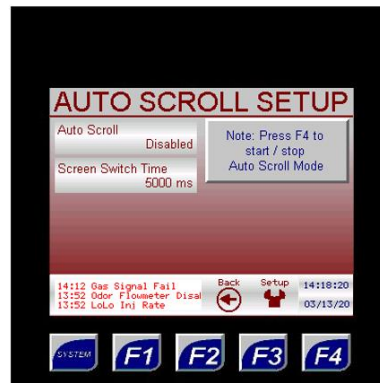 AUTO SCROLL SETUP
Auto Scroll
Disabled
Screen Switch Time
5000 ms
Note: Press F4 to
start / stop
Auto Scroll Mode
14:12 Gas Signal Fail
13:52 Odor Flowmeter Disal
13:52 LoLo Inj Rate
Back
Setup
14:18:20
03/13/20
SYSTEM
F1
F2
F3
F4